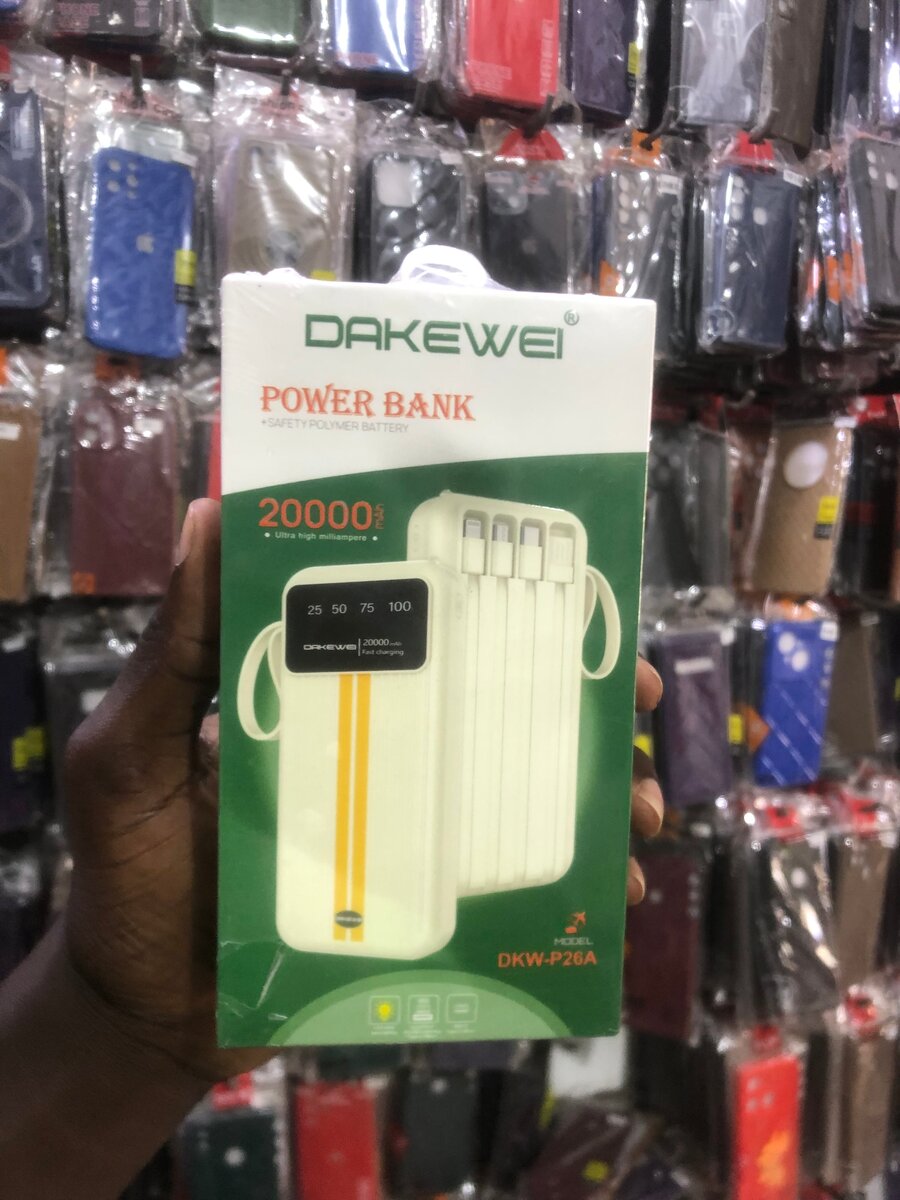 DAKEWEI®
POWER BANK
+SAFETY POLYMER BATTERY
20000mAh
• Ultra high milliampere •
25 50 75 100
DAKEWEI 20000mAh
Fast charging
MODEL
DKW-P26A